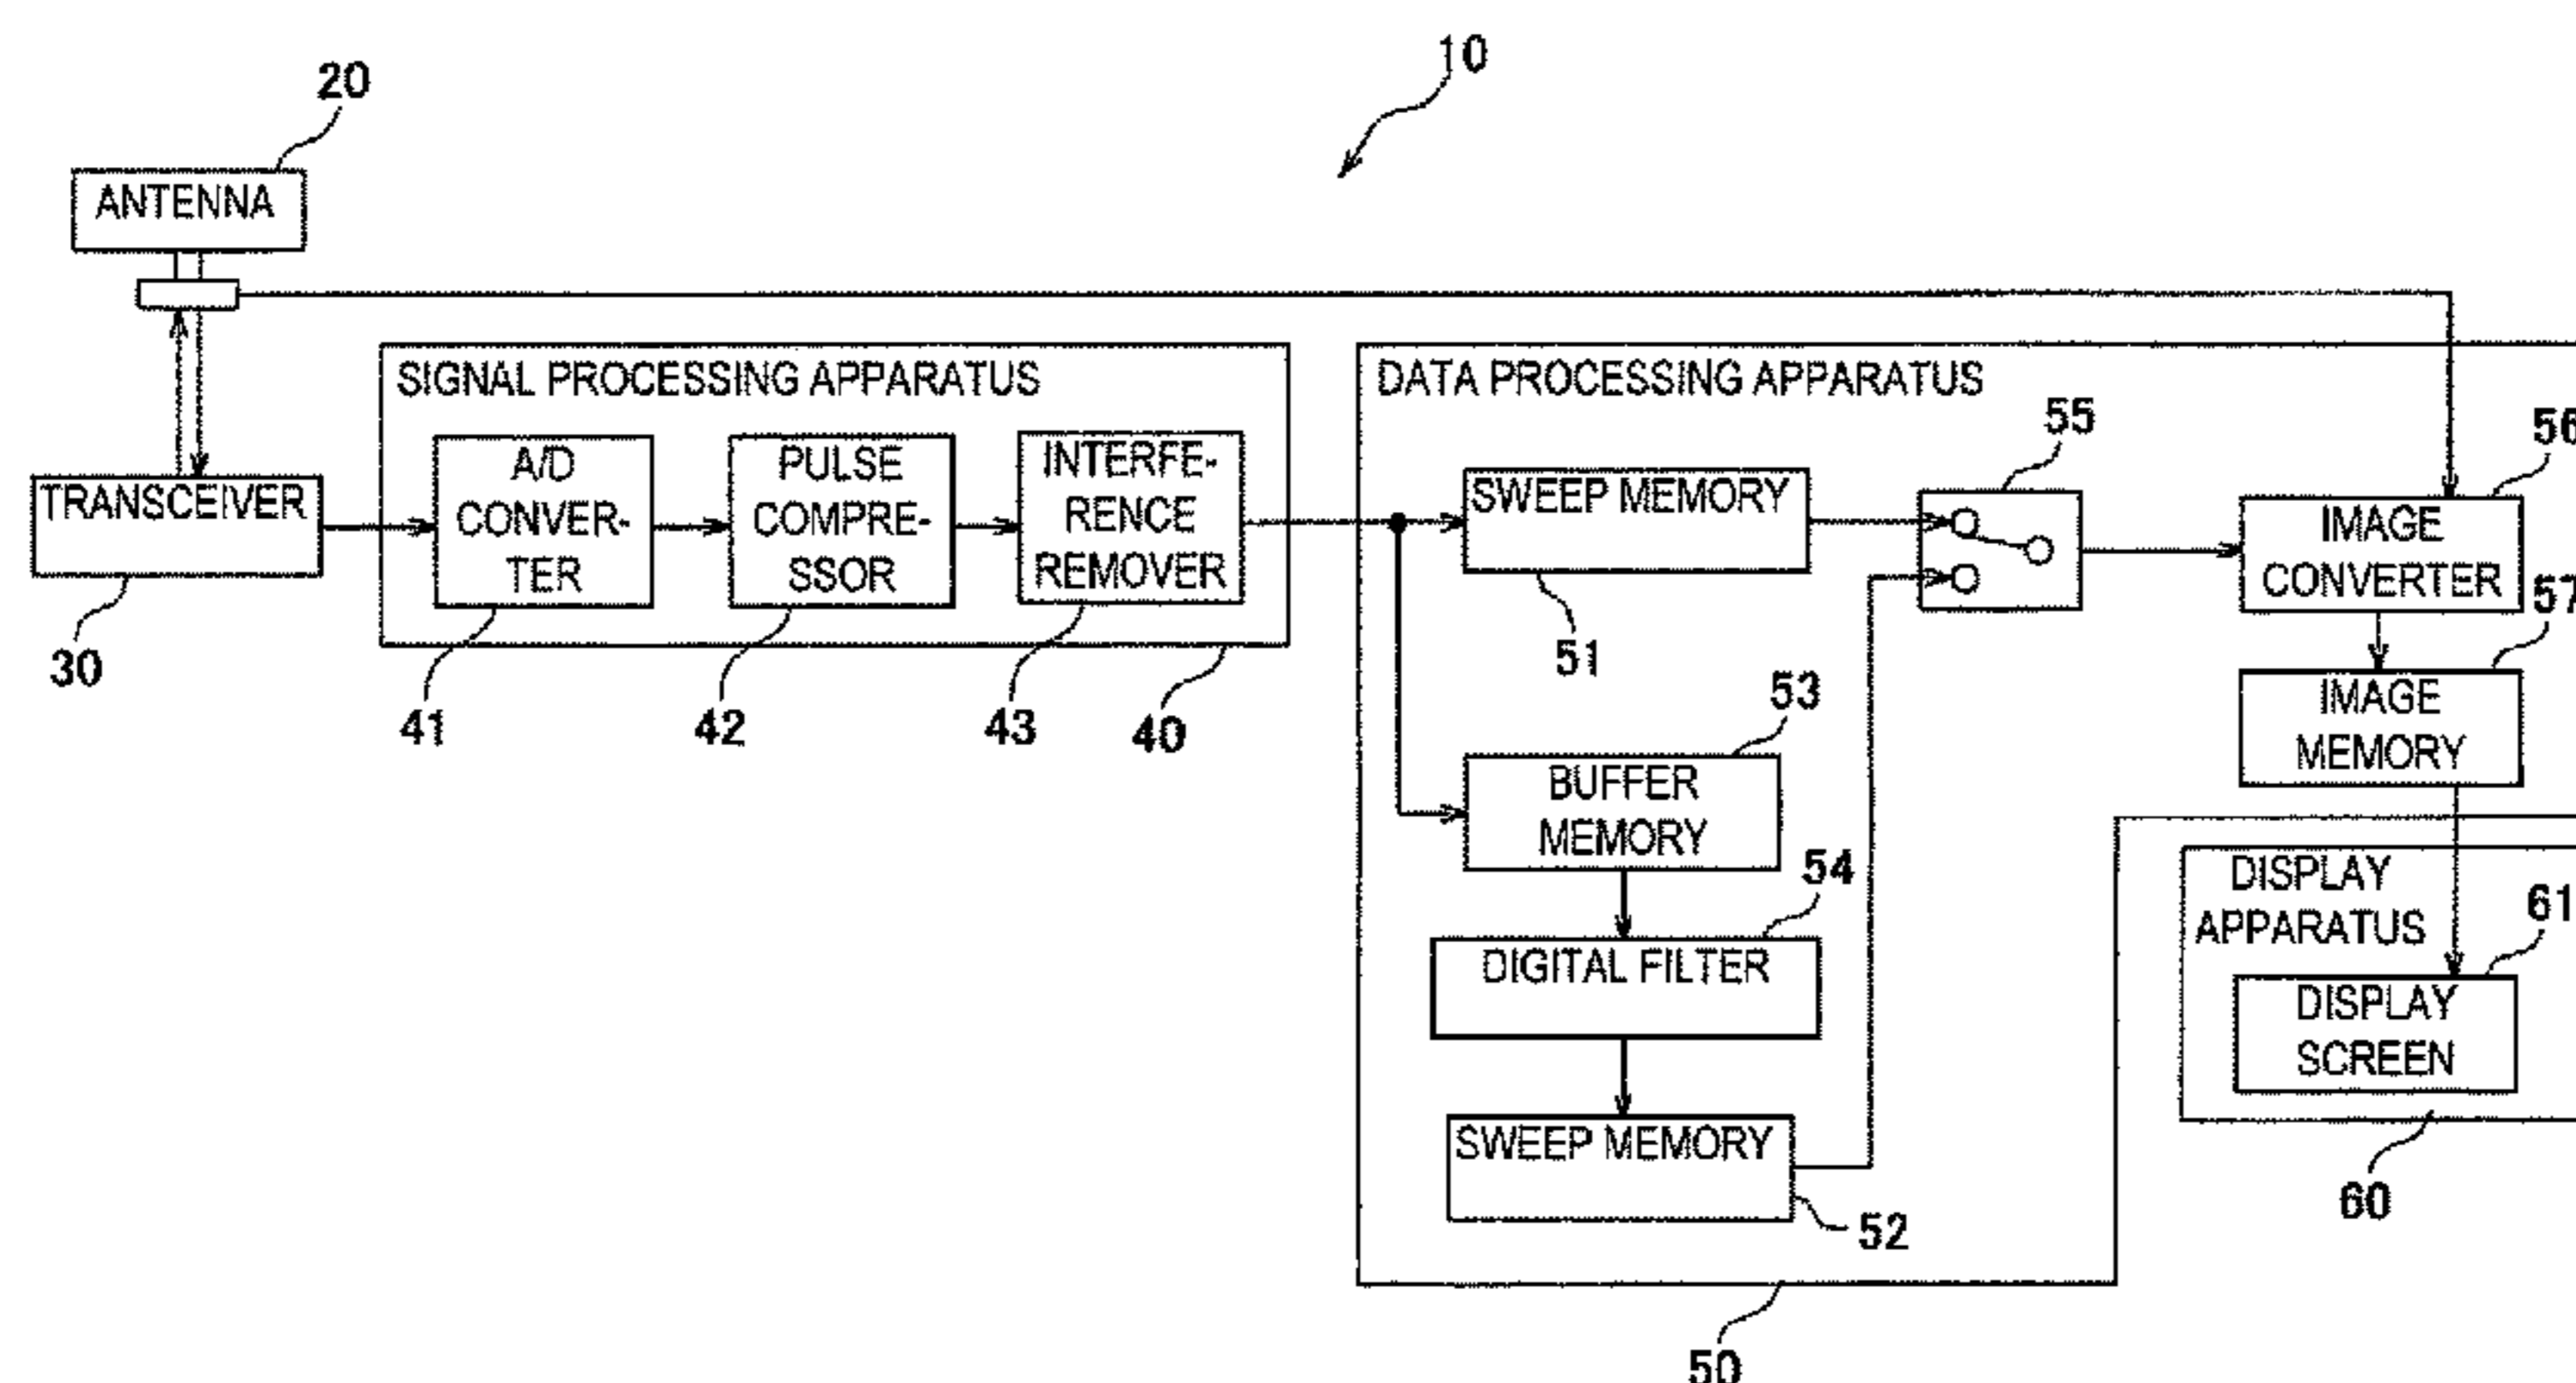 10
20
ANTENNA
SIGNAL PROCESSING APPARATUS
DATA PROCESSING APPARATUS
TRANSCEIVER
30
A/D
CONVER-
TER
41
PULSE
COMPRE-
SSOR
42
INTERFE-
RENCE
REMOVER
43
40
SWEEP MEMORY
51
55
56
IMAGE
CONVERTER
57
IMAGE
MEMORY
53
BUFFER
MEMORY
54
DIGITAL FILTER
SWEEP MEMORY
52
50
DISPLAY
APPARATUS
61
DISPLAY
SCREEN
60